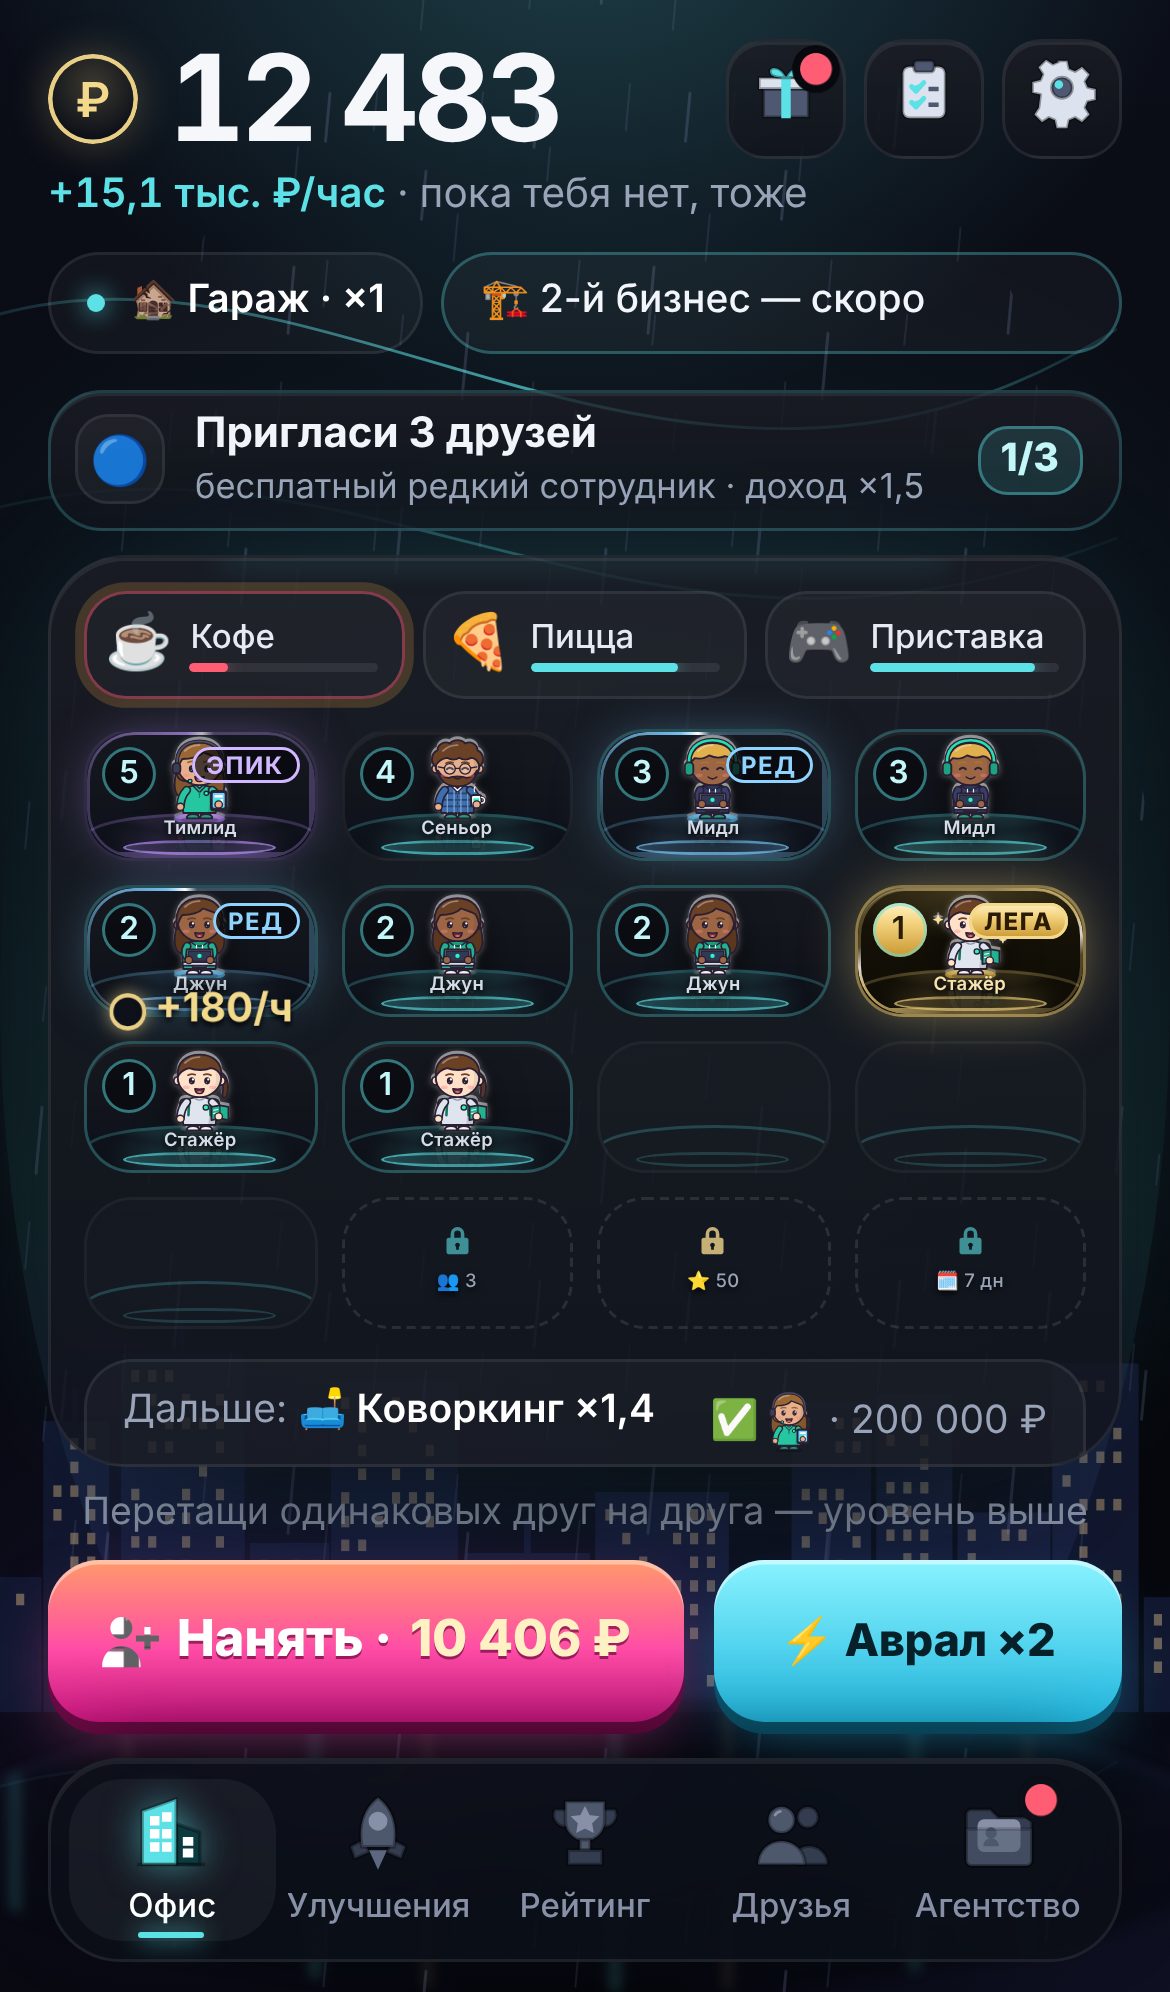 ₽ 12 483
+15,1 тыс. ₽/час · пока тебя нет, тоже
Гараж · ×1
2-й бизнес — скоро
Пригласи 3 друзей
бесплатный редкий сотрудник · доход ×1,5
1/3
Кофе
Пицца
Приставка
5 ЭПИК
Тимлид
4
Сеньор
3 РЕД
Мидл
3
Мидл
2 РЕД
Джун
+180/ч
2
Джун
2
Джун
1 ЛЕГА
Стажёр
1
Стажёр
1
Стажёр
3
50
7 дн
Дальше: Коворкинг ×1,4 · 200 000 ₽
Перетащи одинаковых друг на друга — уровень выше
Нанять · 10 406 ₽
Аврал ×2
Офис
Улучшения
Рейтинг
Друзья
Агентство